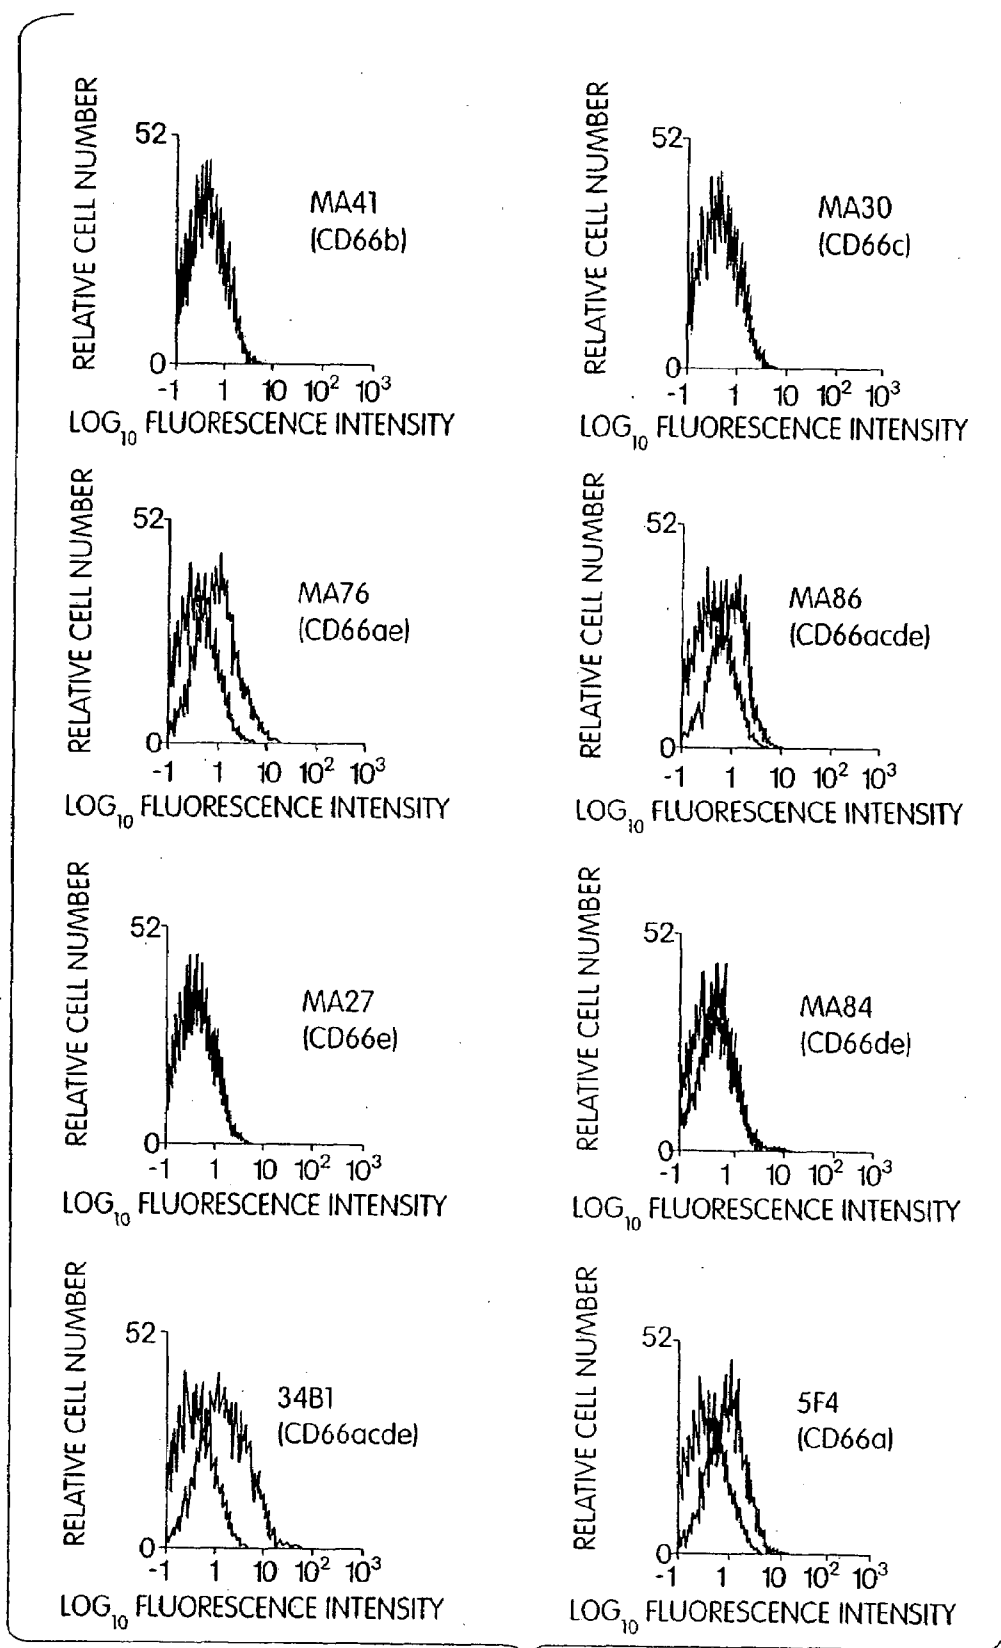 RELATIVE CELL NUMBER
52
0
MA41
(CD66b)
-1 1 10 10² 10³
LOG₁₀ FLUORESCENCE INTENSITY
RELATIVE CELL NUMBER
52
0
MA30
(CD66c)
-1 1 10 10² 10³
LOG₁₀ FLUORESCENCE INTENSITY
RELATIVE CELL NUMBER
52
0
MA76
(CD66ae)
-1 1 10 10² 10³
LOG₁₀ FLUORESCENCE INTENSITY
RELATIVE CELL NUMBER
52
0
MA86
(CD66acde)
-1 1 10 10² 10³
LOG₁₀ FLUORESCENCE INTENSITY
RELATIVE CELL NUMBER
52
0
MA27
(CD66e)
-1 1 10 10² 10³
LOG₁₀ FLUORESCENCE INTENSITY
RELATIVE CELL NUMBER
52
0
MA84
(CD66de)
-1 1 10 10² 10³
LOG₁₀ FLUORESCENCE INTENSITY
RELATIVE CELL NUMBER
52
0
34B1
(CD66acde)
-1 1 10 10² 10³
LOG₁₀ FLUORESCENCE INTENSITY
RELATIVE CELL NUMBER
52
0
5F4
(CD66a)
-1 1 10 10² 10³
LOG₁₀ FLUORESCENCE INTENSITY